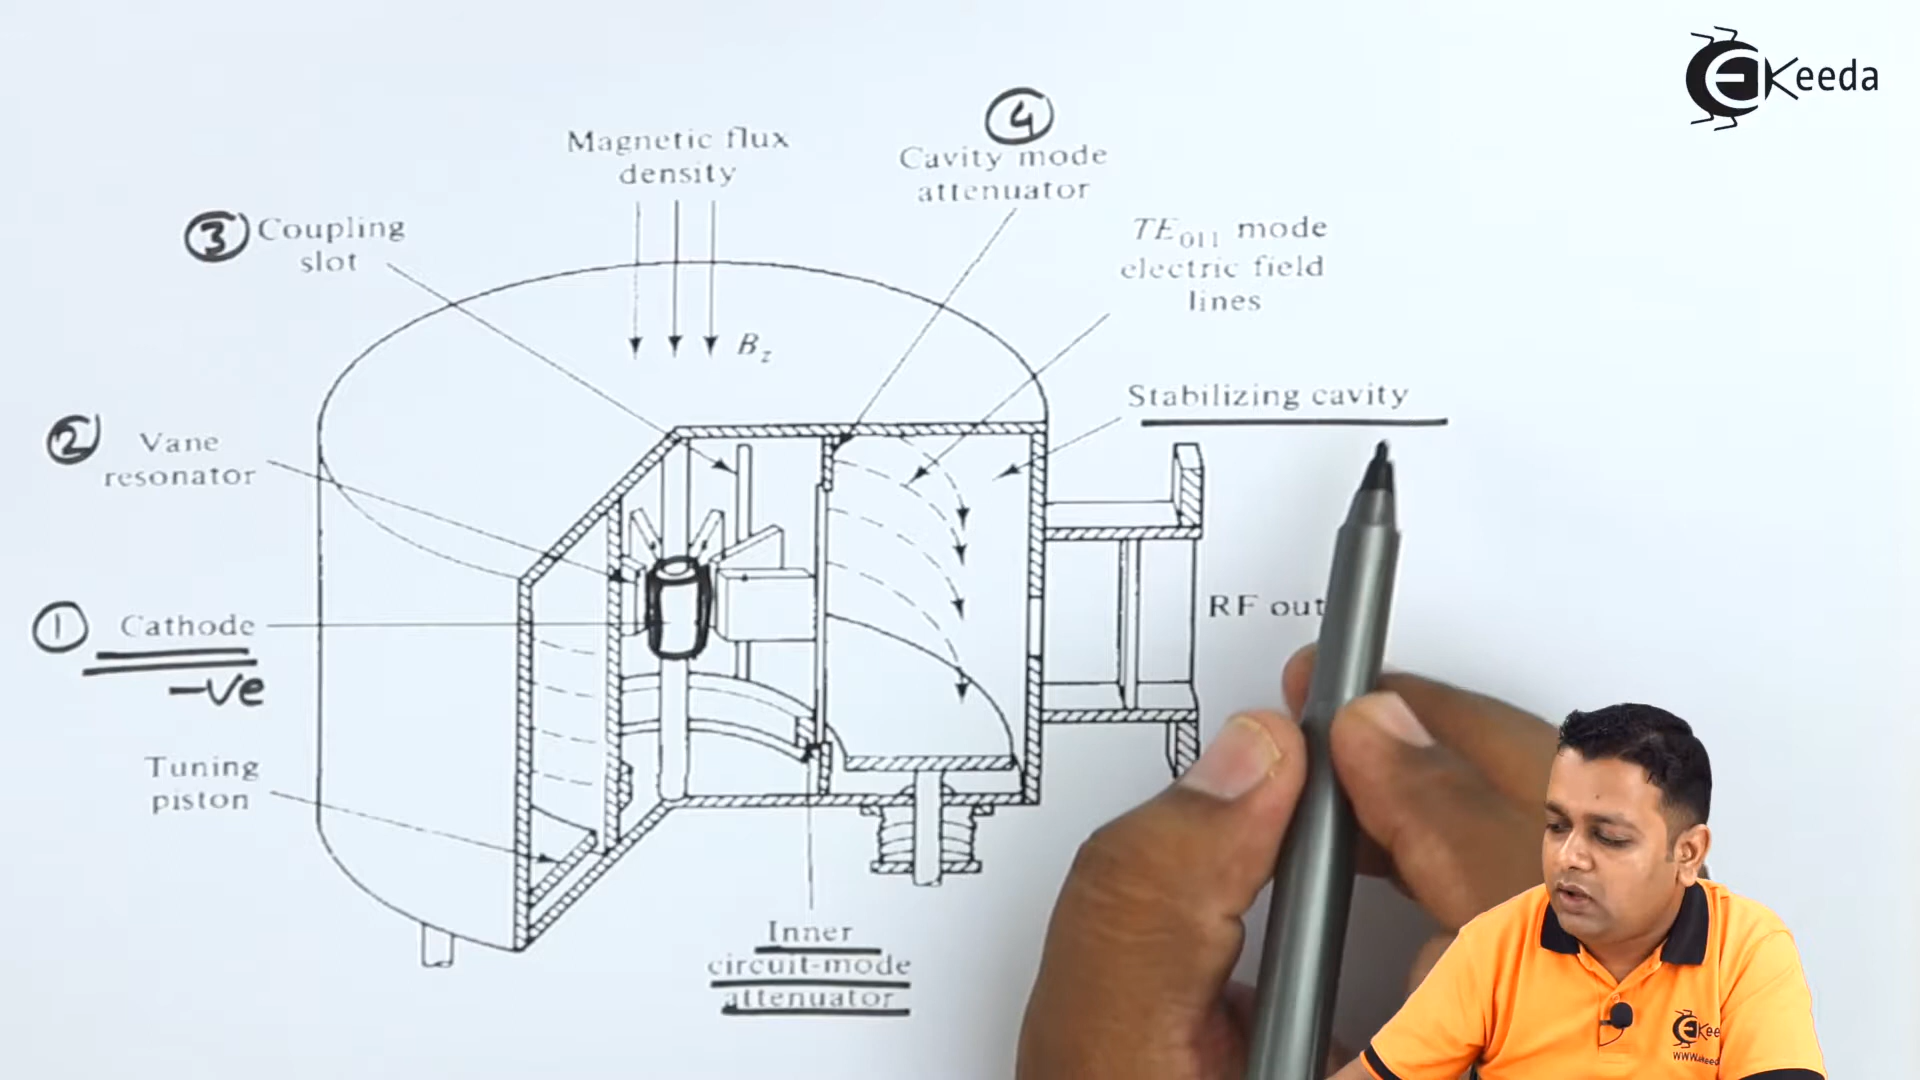 EKeeda
4
Magnetic flux
density
Cavity mode
attenuator
3 Coupling
slot
TE011 mode
electric field
lines
Bz
Stabilizing cavity
2 Vane
resonator
RF out
1 Cathode
-ve
Tuning
piston
Inner
circuit-mode
attenuator